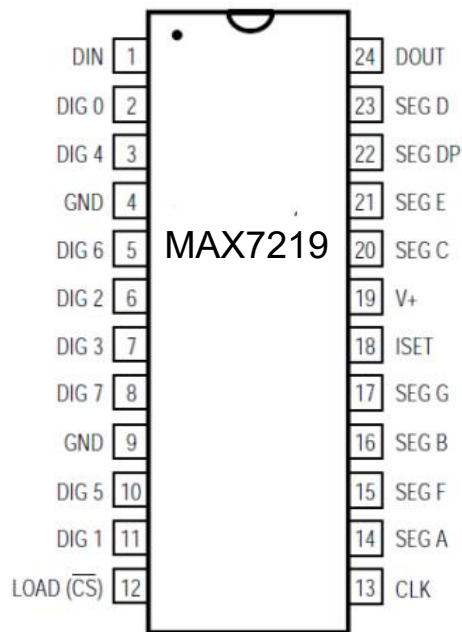 DIN 1 24 DOUT
DIG 0 2 23 SEG D
DIG 4 3 22 SEG DP
GND 4 21 SEG E
DIG 6 5 MAX7219 20 SEG C
DIG 2 6 19 V+
DIG 3 7 18 ISET
DIG 7 8 17 SEG G
GND 9 16 SEG B
DIG 5 10 15 SEG F
DIG 1 11 14 SEG A
LOAD (C̅S̅) 12 13 CLK